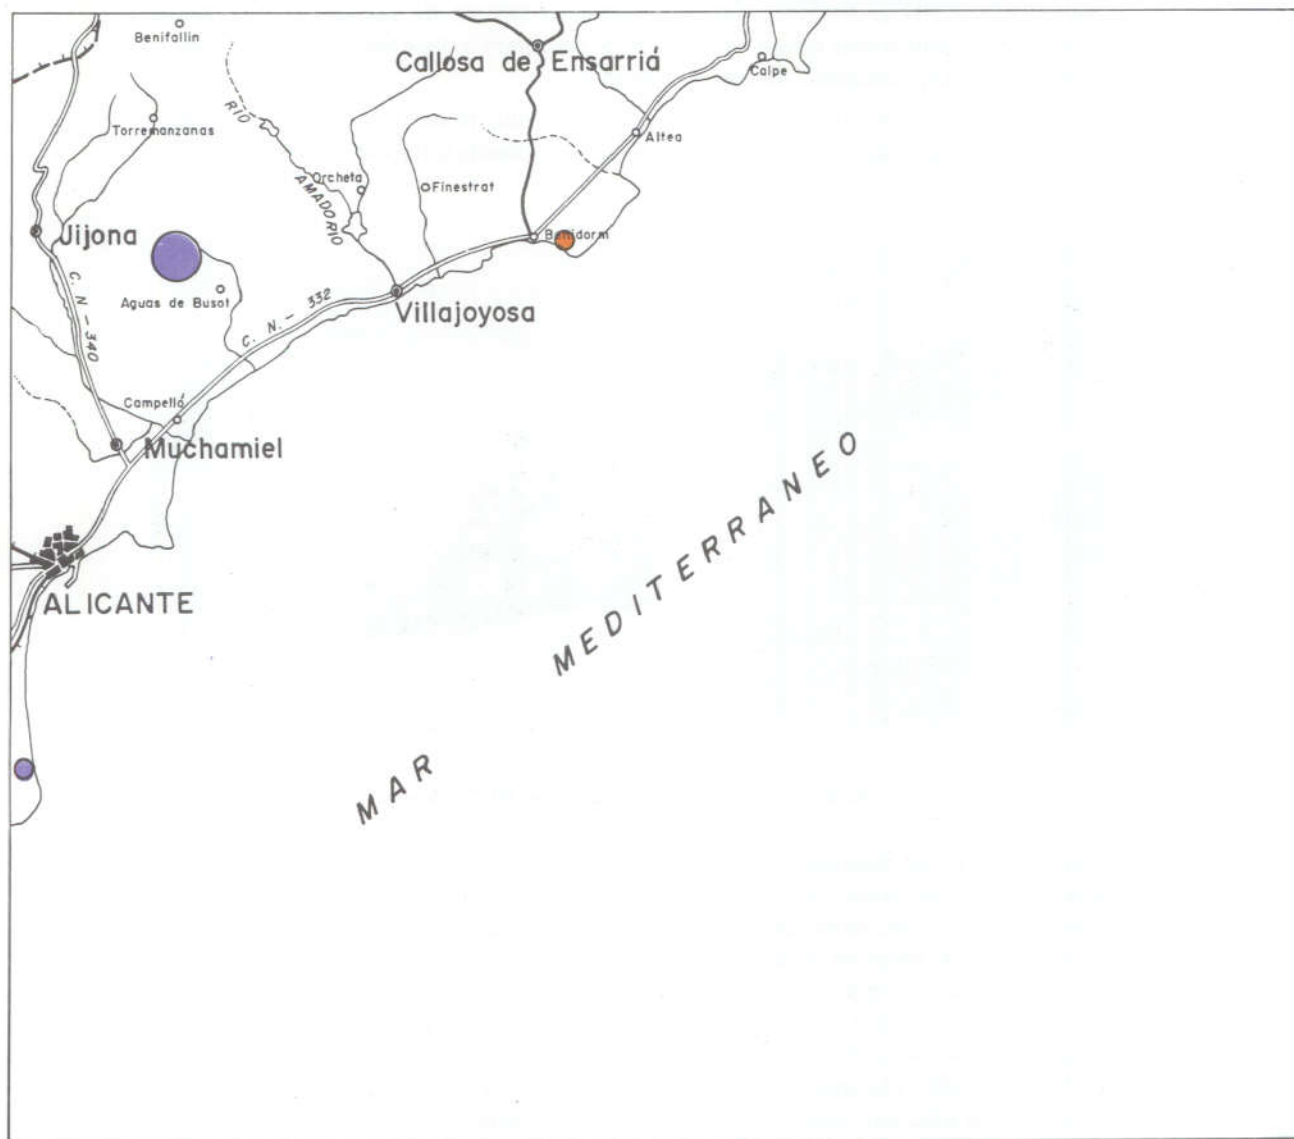 Benifallin
Callosa de Ensarriá
Calpe
RIO
Torremanzanas
Altea
Orcheta
AMADORIO
Finestrat
Jijona
Benidorm
C. N. - 340
Aguas de Busot
C. N. - 332
Villajoyosa
Campelló
Muchamiel
ALICANTE
MAR MEDITERRANEO